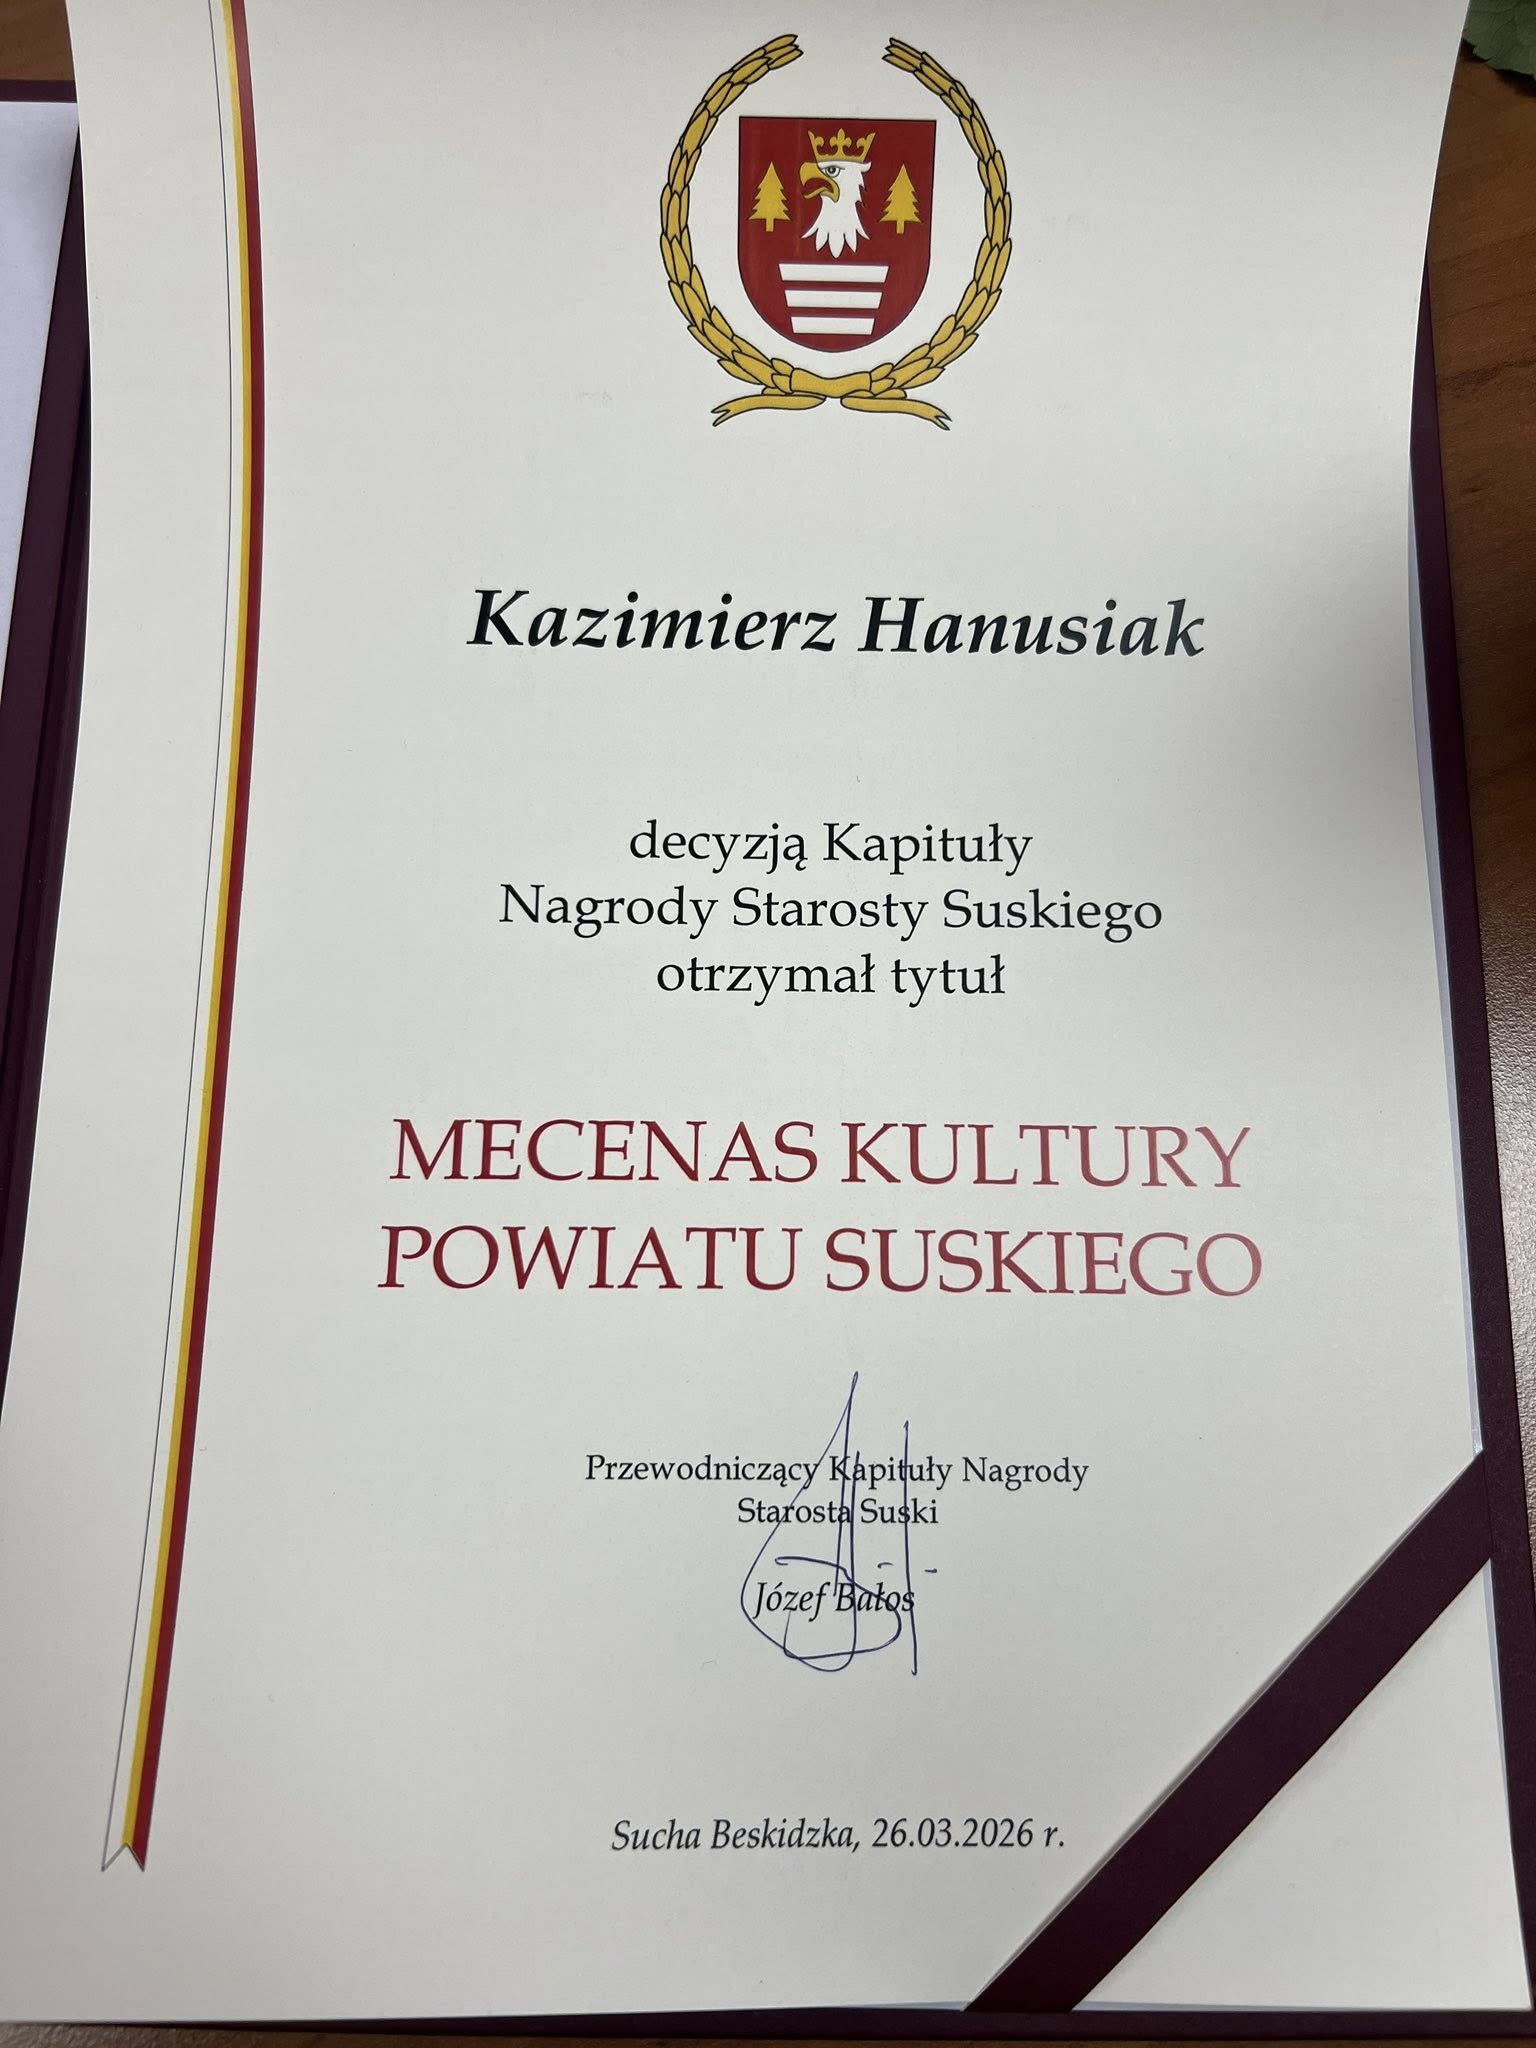 Kazimierz Hanusiak
decyzją Kapituły
Nagrody Starosty Suskiego
otrzymał tytuł
MECENAS KULTURY
POWIATU SUSKIEGO
Przewodniczący Kapituły Nagrody
Starosta Suski
Józef Bałos
Sucha Beskidzka, 26.03.2026 r.